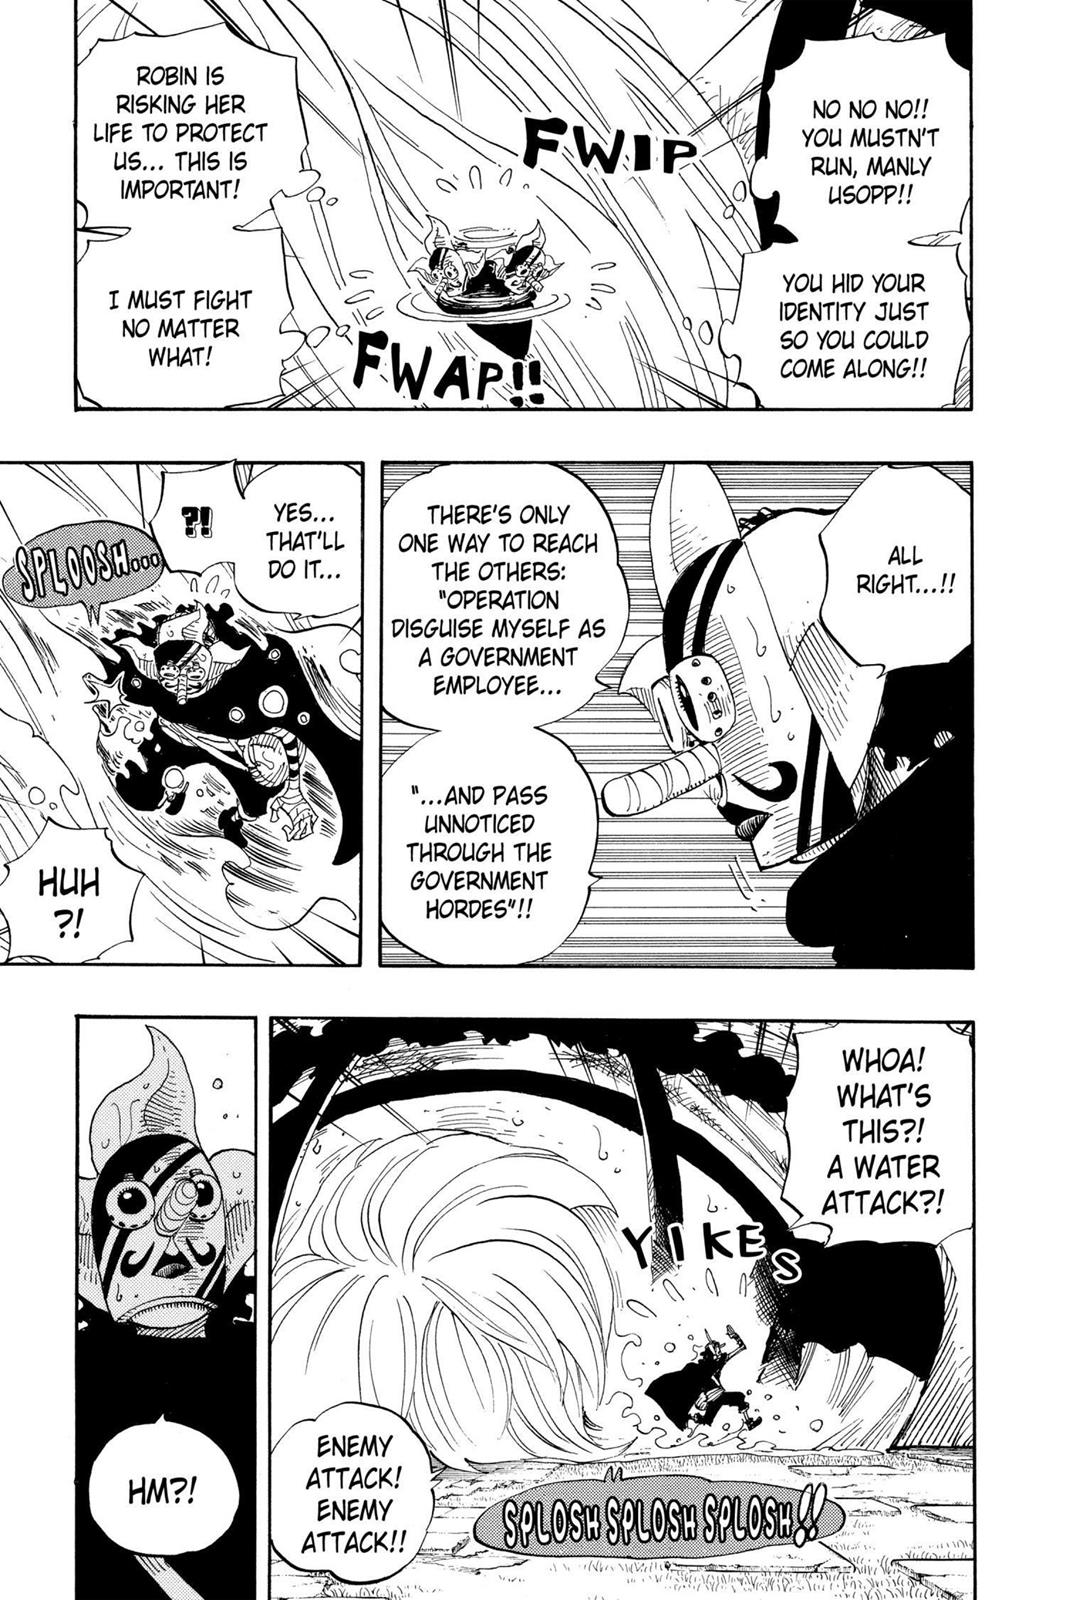 NO NO NO!!
YOU MUSTN'T
RUN, MANLY
USOPP!!
YOU HID YOUR
IDENTITY JUST
SO YOU COULD
COME ALONG!!
FWIP
FWAP!!
ROBIN IS
RISKING HER
LIFE TO PROTECT
US... THIS IS
IMPORTANT!
I MUST FIGHT
NO MATTER
WHAT!
ALL
RIGHT...!!
THERE'S ONLY
ONE WAY TO REACH
THE OTHERS:
"OPERATION
DISGUISE MYSELF AS
A GOVERNMENT
EMPLOYEE...
"...AND PASS
UNNOTICED
THROUGH THE
GOVERNMENT
HORDES"!!
YES...
THAT'LL
DO IT...
?!
SPLOOSH...
HUH
?!
WHOA!
WHAT'S
THIS?!
A WATER
ATTACK?!
YIKES
ENEMY
ATTACK!
ENEMY
ATTACK!!
SPLOSH SPLOSH SPLOSH!!
HM?!